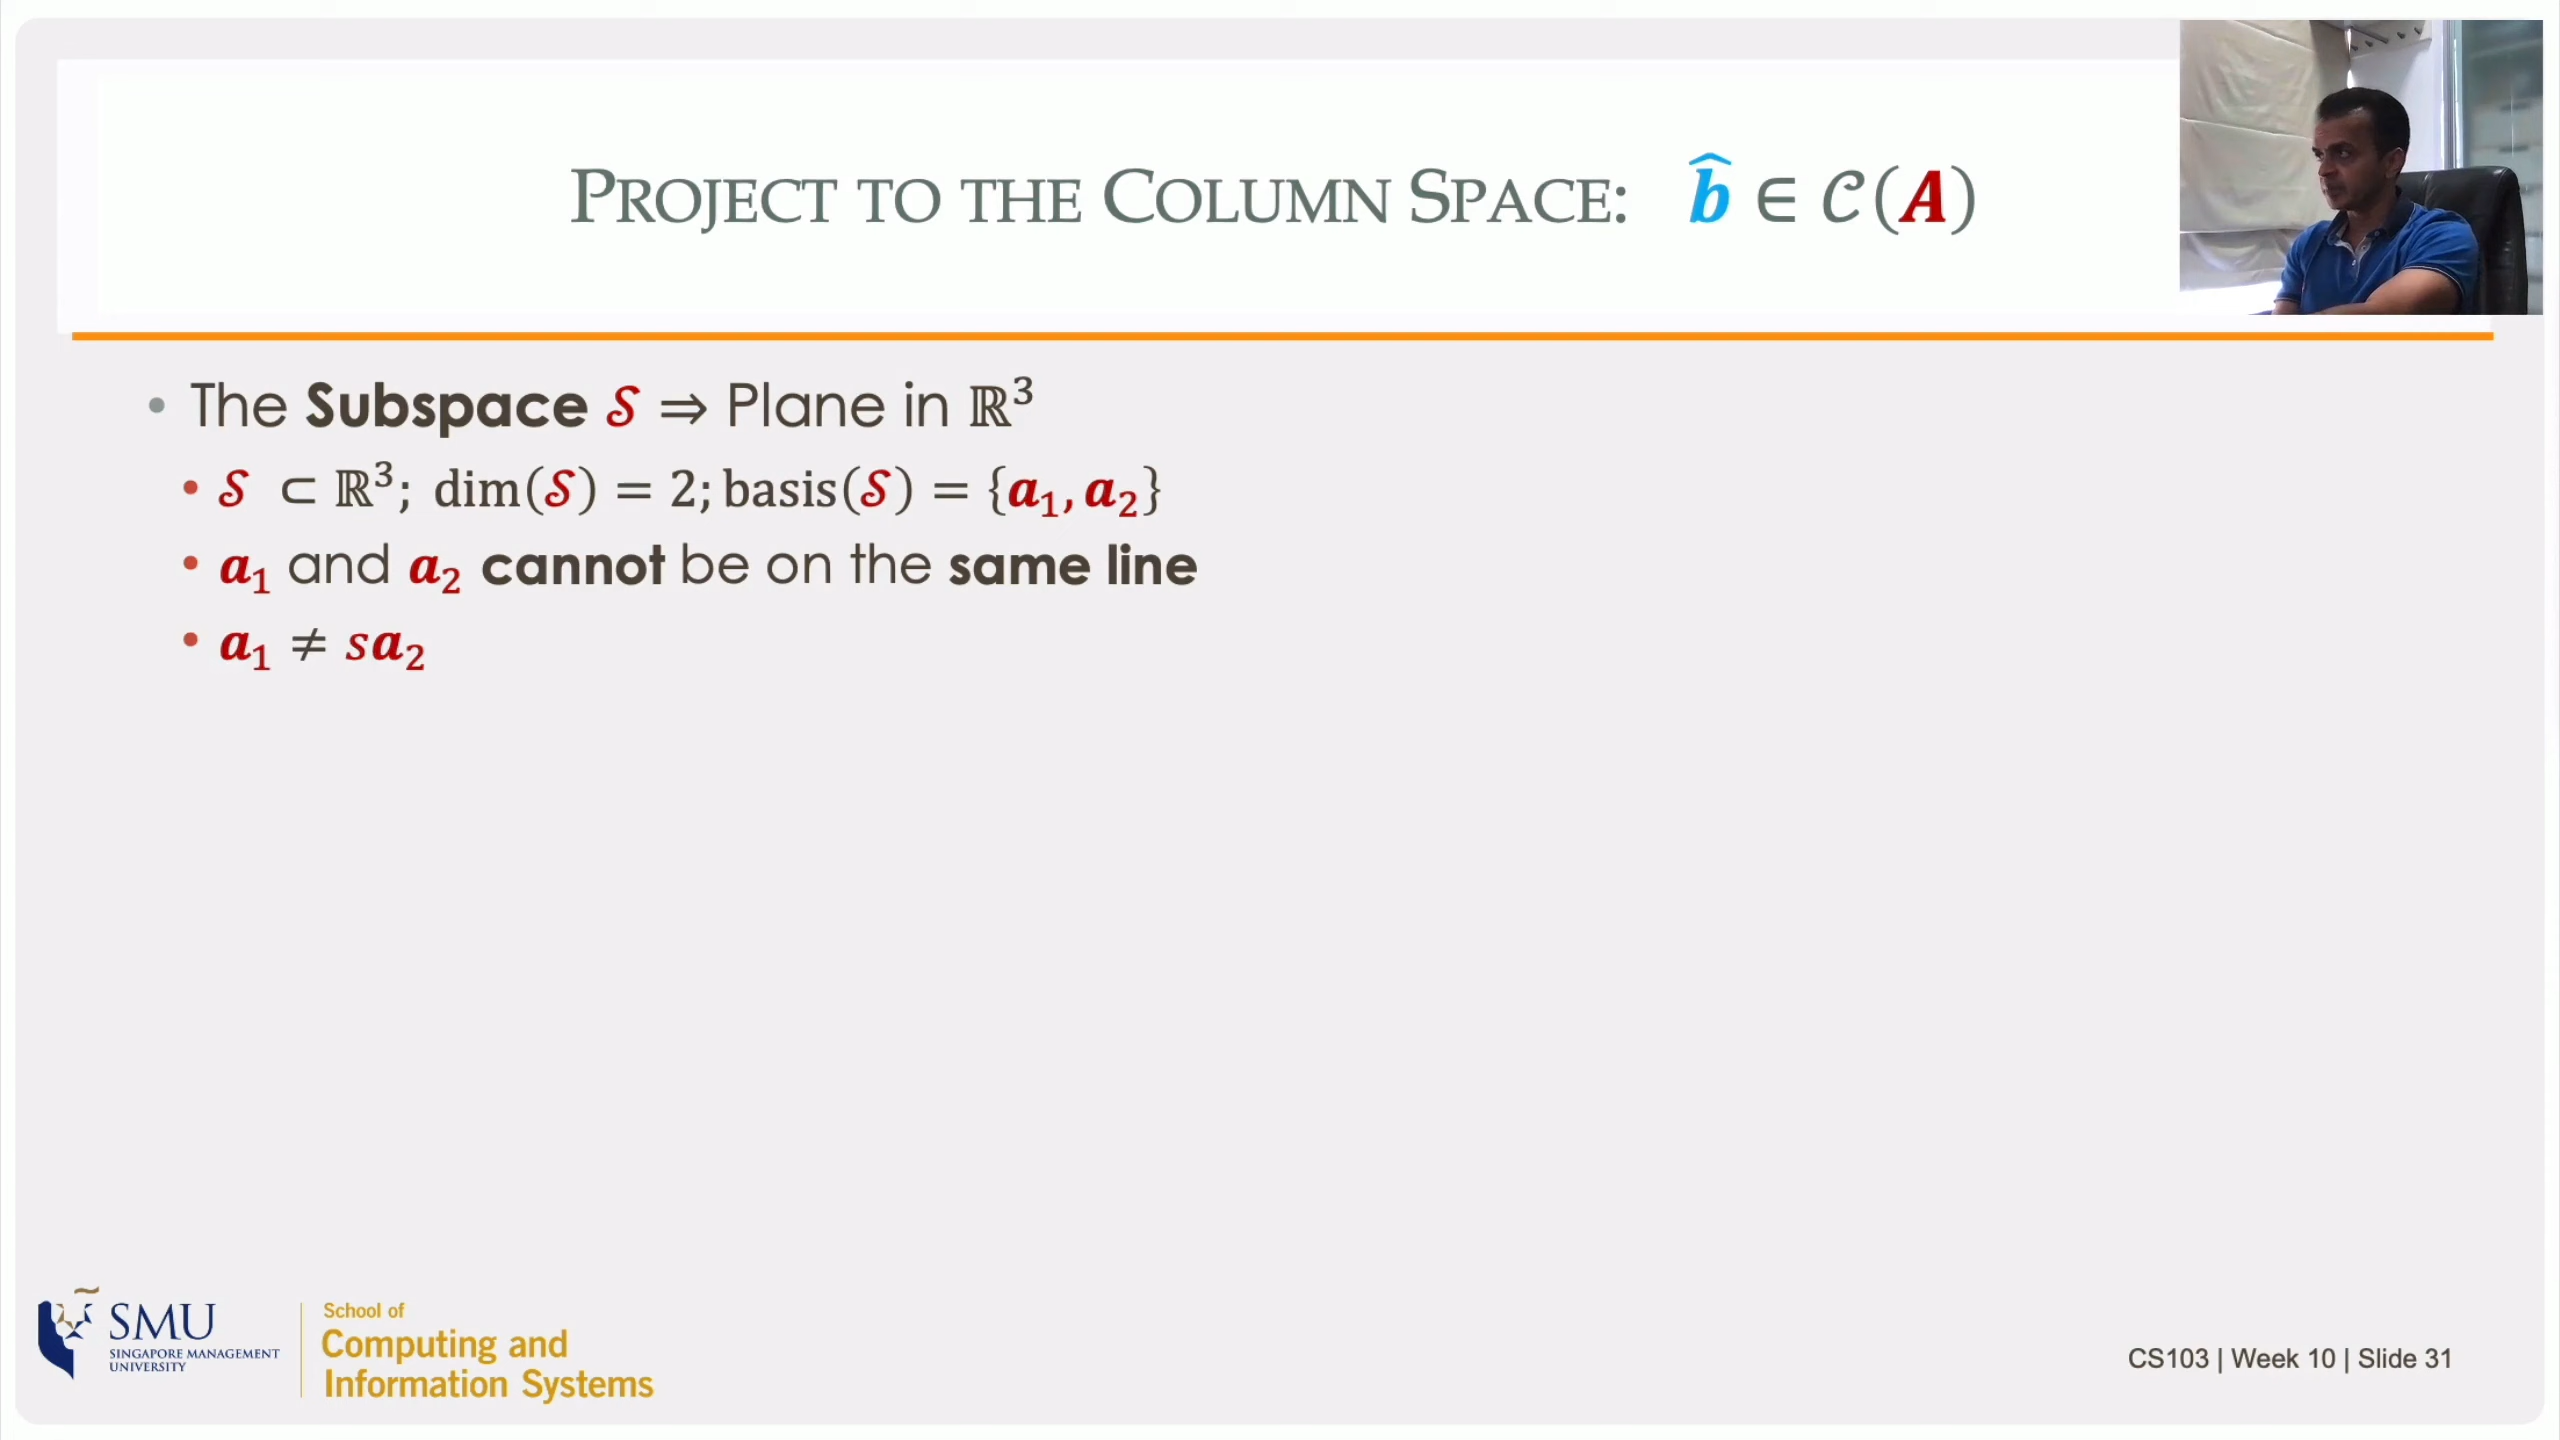 PROJECT TO THE COLUMN SPACE: b̂ ∈ 𝒞(A)
• The Subspace 𝒮 ⇒ Plane in ℝ³
• 𝒮 ⊂ ℝ³; dim(𝒮) = 2; basis(𝒮) = {a₁, a₂}
• a₁ and a₂ cannot be on the same line
• a₁ ≠ sa₂
SMU
SINGAPORE MANAGEMENT
UNIVERSITY
School of
Computing and
Information Systems
CS103 | Week 10 | Slide 31